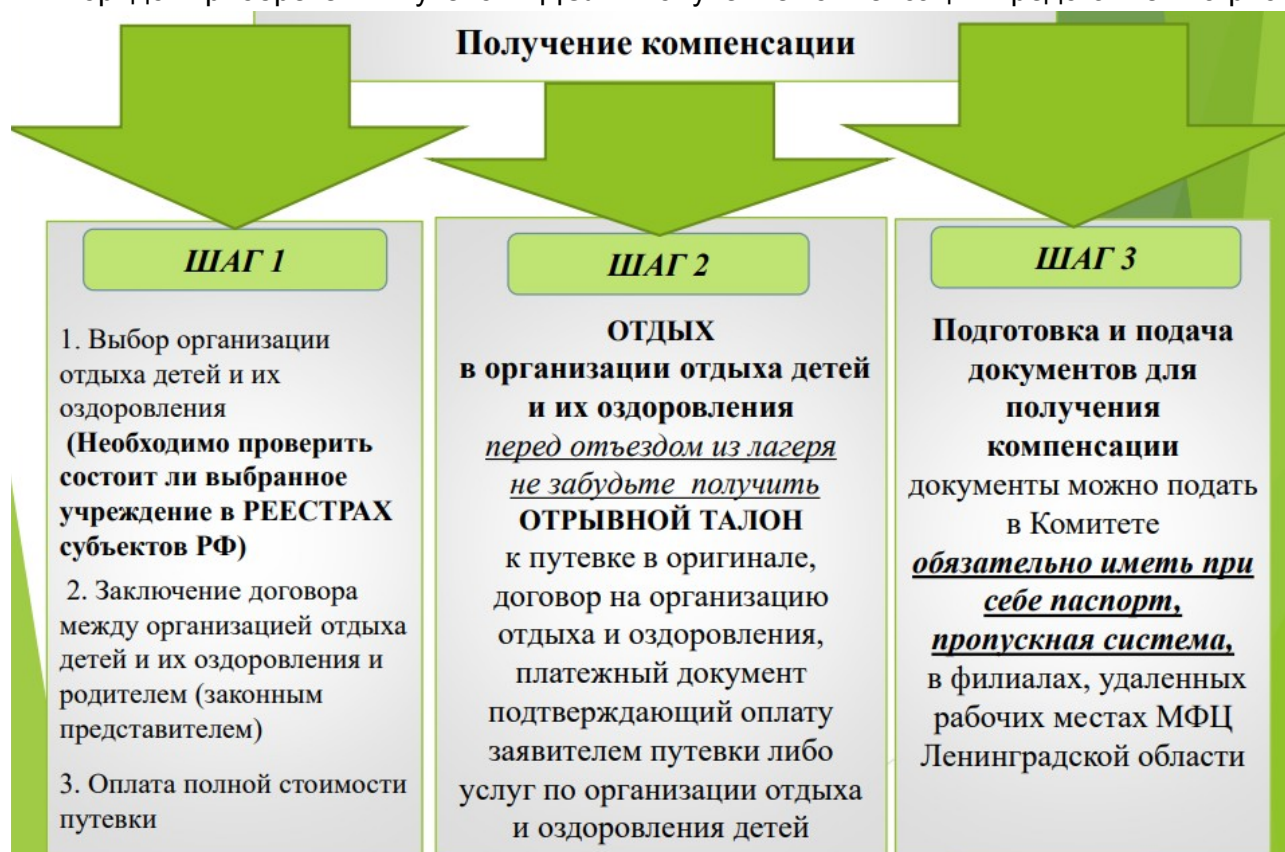 Получение компенсации
ШАГ 1
1. Выбор организации
отдыха детей и их
оздоровления
(Необходимо проверить
состоит ли выбранное
учреждение в РЕЕСТРАХ
субъектов РФ)
2. Заключение договора
между организацией отдыха
детей и их оздоровления и
родителем (законным
представителем)
3. Оплата полной стоимости
путевки
ШАГ 2
ОТДЫХ
в организации отдыха детей
и их оздоровления
перед отъездом из лагеря
не забудьте получить
ОТРЫВНОЙ ТАЛОН
к путевке в оригинале,
договор на организацию
отдыха и оздоровления,
платежный документ
подтверждающий оплату
заявителем путевки либо
услуг по организации отдыха
и оздоровления детей
ШАГ 3
Подготовка и подача
документов для
получения
компенсации
документы можно подать
в Комитете
обязательно иметь при
себе паспорт,
пропускная система,
в филиалах, удаленных
рабочих местах МФЦ
Ленинградской области